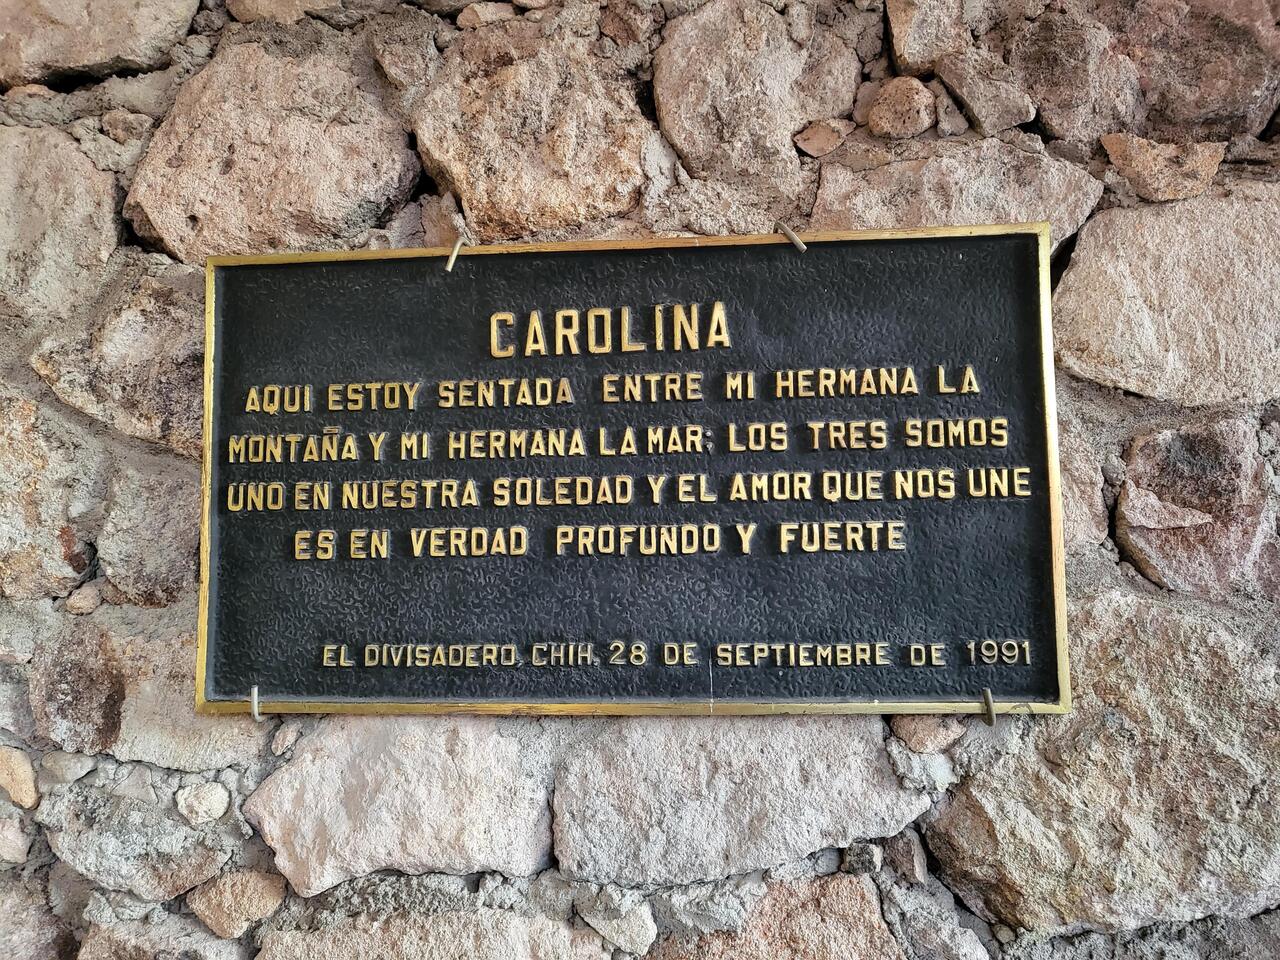 CAROLINA
AQUI ESTOY SENTADA ENTRE MI HERMANA LA
MONTAÑA Y MI HERMANA LA MAR; LOS TRES SOMOS
UNO EN NUESTRA SOLEDAD Y EL AMOR QUE NOS UNE
ES EN VERDAD PROFUNDO Y FUERTE
EL DIVISADERO, CHIH. 28 DE SEPTIEMBRE DE 1991